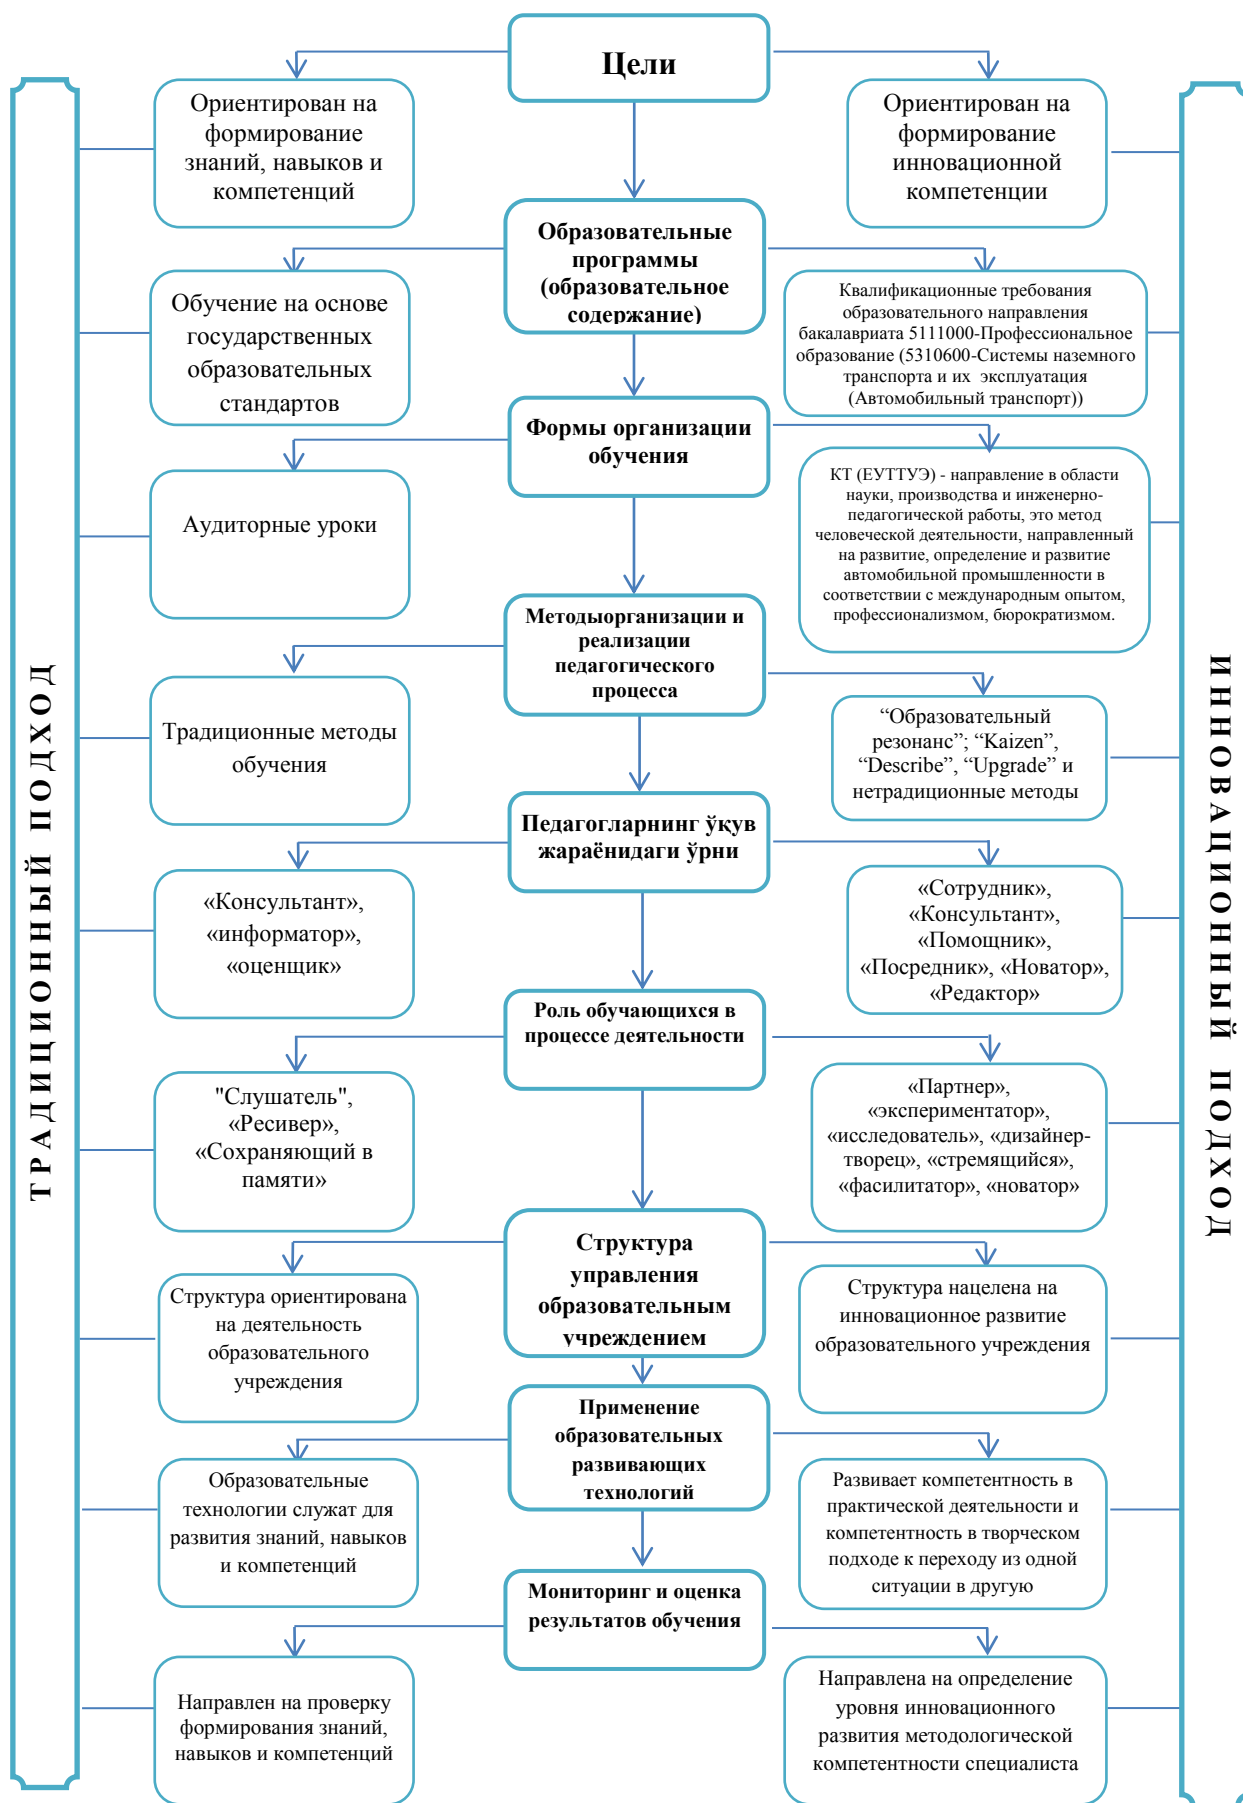 Цели
Ориентирован на
формирование
знаний, навыков и
компетенций
Ориентирован на
формирование
инновационной
компетенции
Образовательные
программы
(образовательное
содержание)
Обучение на основе
государственных
образовательных
стандартов
Квалификационные требования
образовательного направления
бакалавриата 5111000-Профессиональное
образование (5310600-Системы наземного
транспорта и их эксплуатация
(Автомобильный транспорт))
Формы организации
обучения
Аудиторные уроки
КТ (ЕУТТУЭ) - направление в области
науки, производства и инженерно-
педагогической работы, это метод
человеческой деятельности, направленный
на развитие, определение и развитие
автомобильной промышленности в
соответствии с международным опытом,
профессионализмом, бюрократизмом.
Методыорганизации и
реализации
педагогического
процесса
Традиционные методы
обучения
“Образовательный
резонанс”; “Kaizen”,
“Describe”, “Upgrade” и
нетрадиционные методы
Педагогларнинг ўқув
жараёнидаги ўрни
«Консультант»,
«информатор»,
«оценщик»
«Сотрудник»,
«Консультант»,
«Помощник»,
«Посредник», «Новатор»,
«Редактор»
Роль обучающихся в
процессе деятельности
"Слушатель",
«Ресивер»,
«Сохраняющий в
памяти»
«Партнер»,
«экспериментатор»,
«исследователь», «дизайнер-
творец», «стремящийся»,
«фасилитатор», «новатор»
Структура
управления
образовательным
учреждением
Структура ориентирована
на деятельность
образовательного
учреждения
Структура нацелена на
инновационное развитие
образовательного учреждения
Применение
образовательных
развивающих
технологий
Образовательные
технологии служат для
развития знаний, навыков
и компетенций
Развивает компетентность в
практической деятельности и
компетентность в творческом
подходе к переходу из одной
ситуации в другую
Мониторинг и оценка
результатов обучения
Направлен на проверку
формирования знаний,
навыков и компетенций
Направлена на определение
уровня инновационного
развития методологической
компетентности специалиста
ТРАДИЦИОННЫЙ ПОДХОД
ИННОВАЦИОННЫЙ ПОДХОД